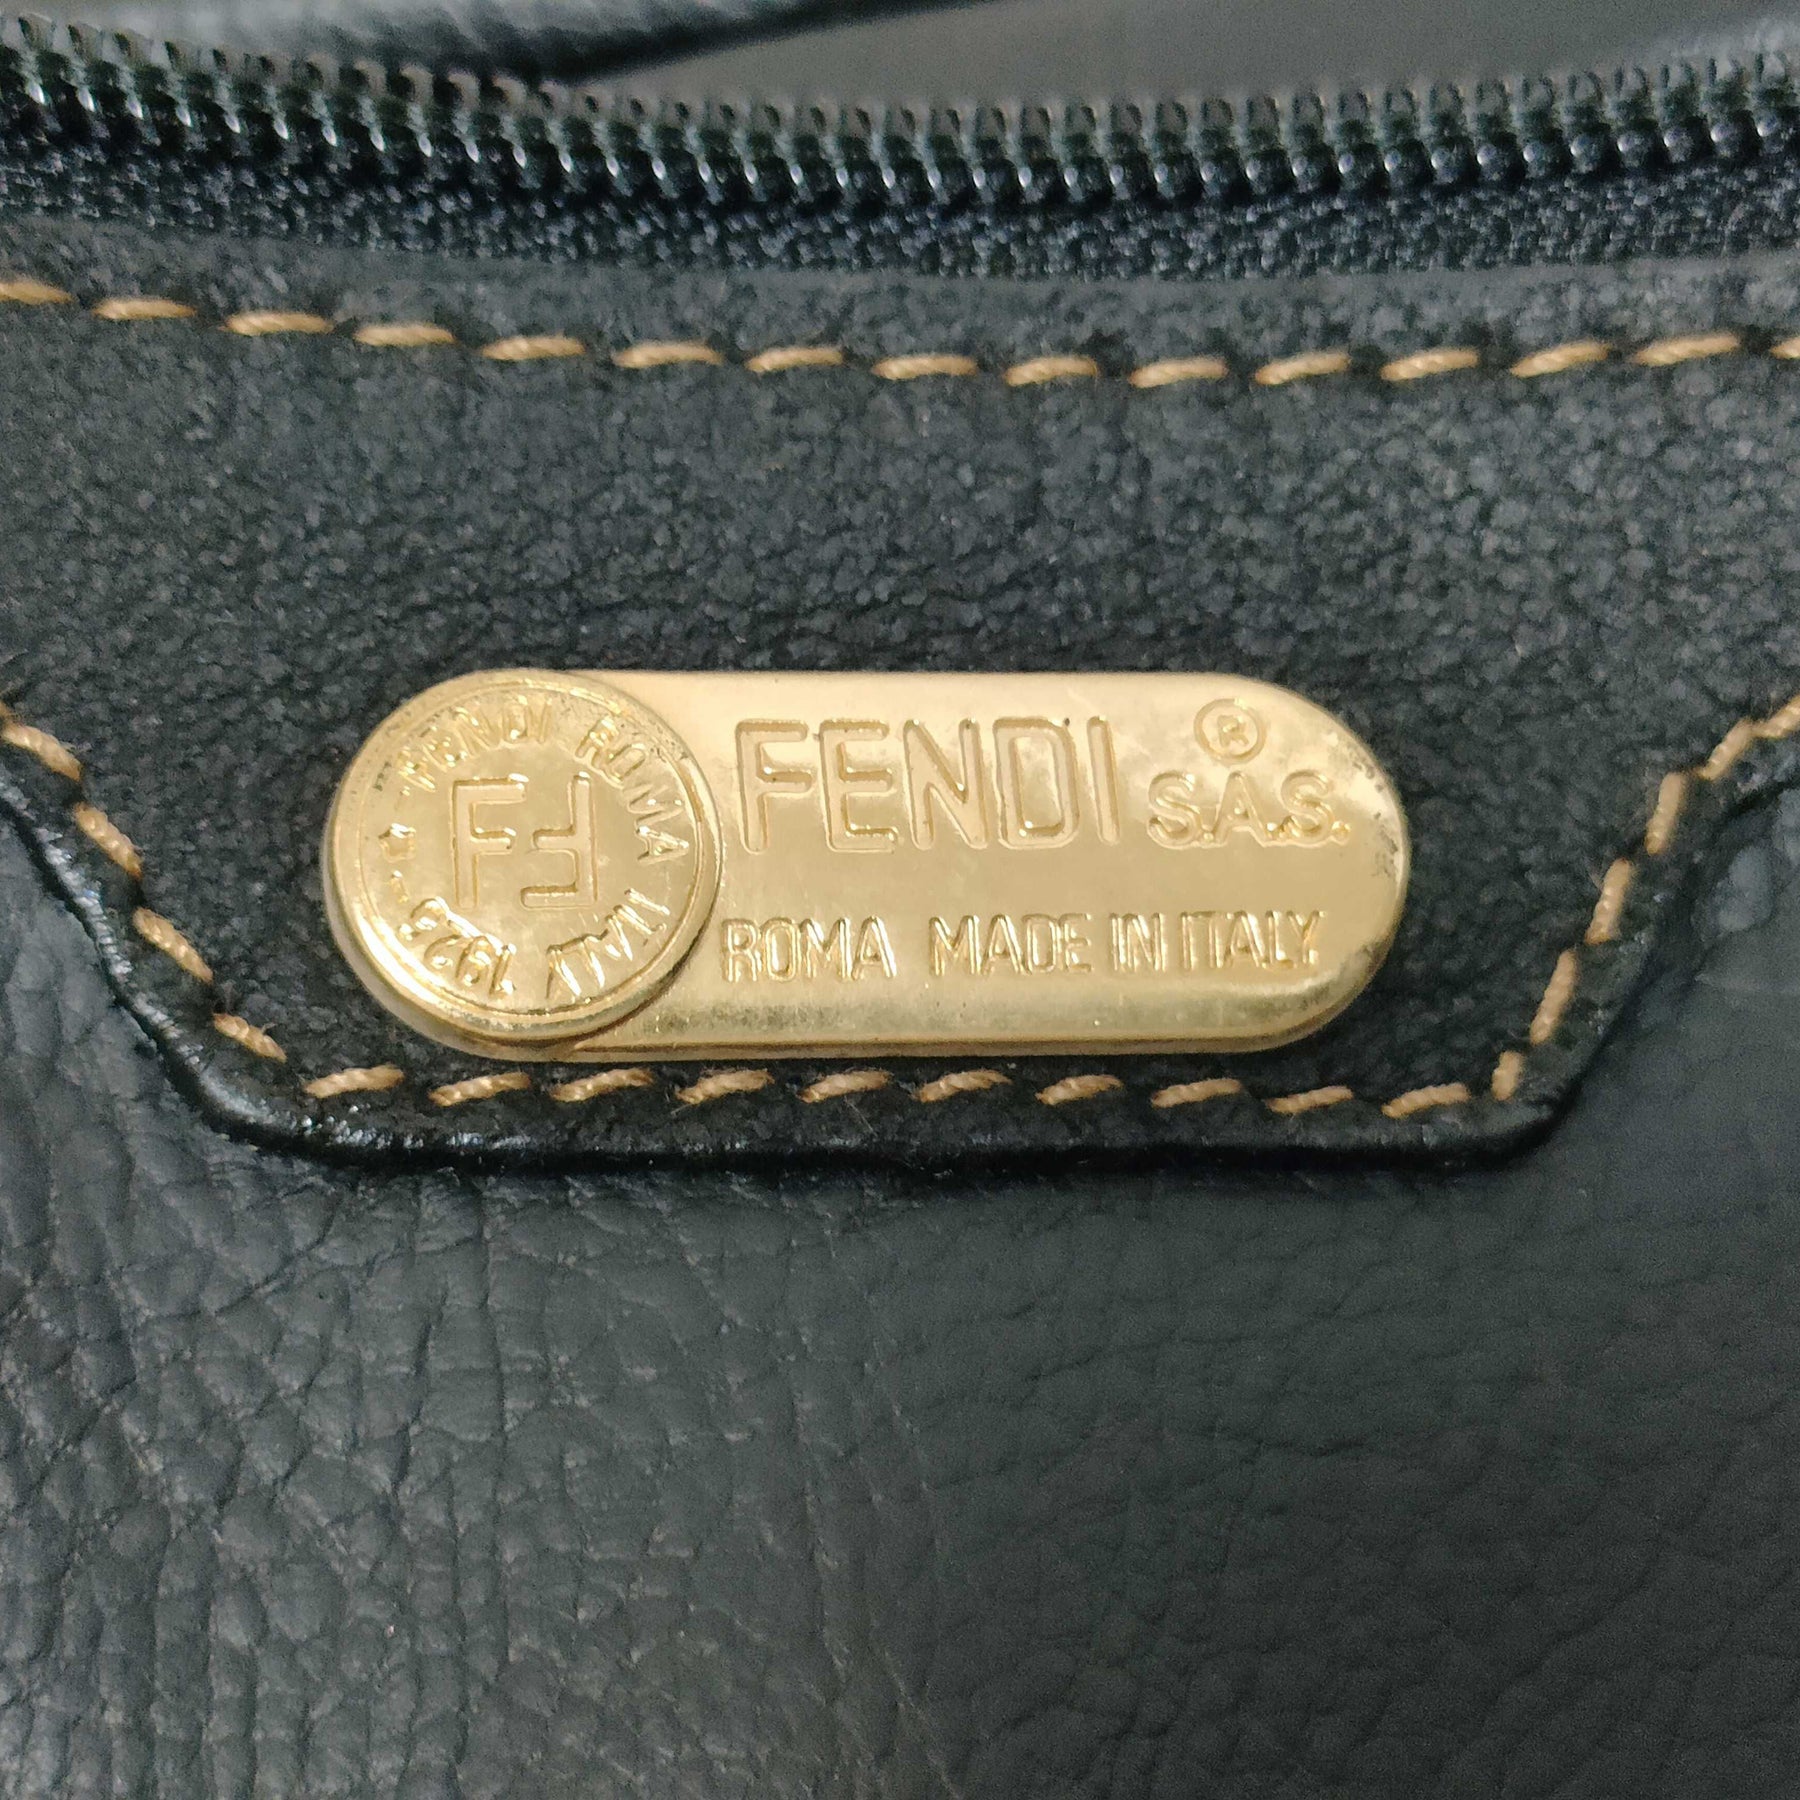 FENDI ROMA ITALY 1925
FF
FENDI ® S.A.S.
ROMA MADE IN ITALY